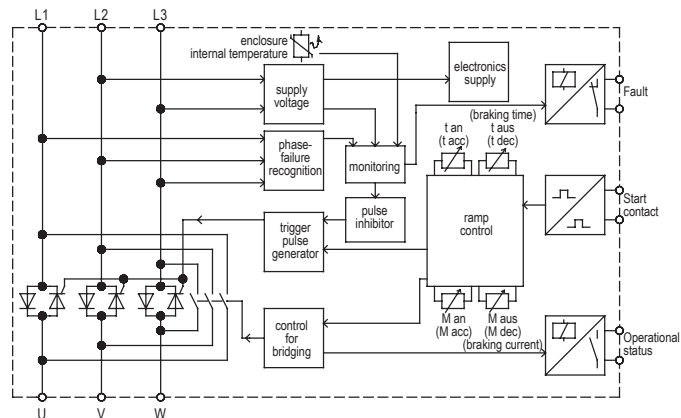 L1
L2
L3
enclosure
internal temperature
supply
voltage
electronics
supply
Fault
phase-
failure
recognition
monitoring
(braking time)
t an
(t acc)
t aus
(t dec)
pulse
inhibitor
trigger
pulse
generator
ramp
control
Start
contact
M an
(M acc)
M aus
(M dec)
(braking current)
control
for
bridging
Operational
status
U
V
W